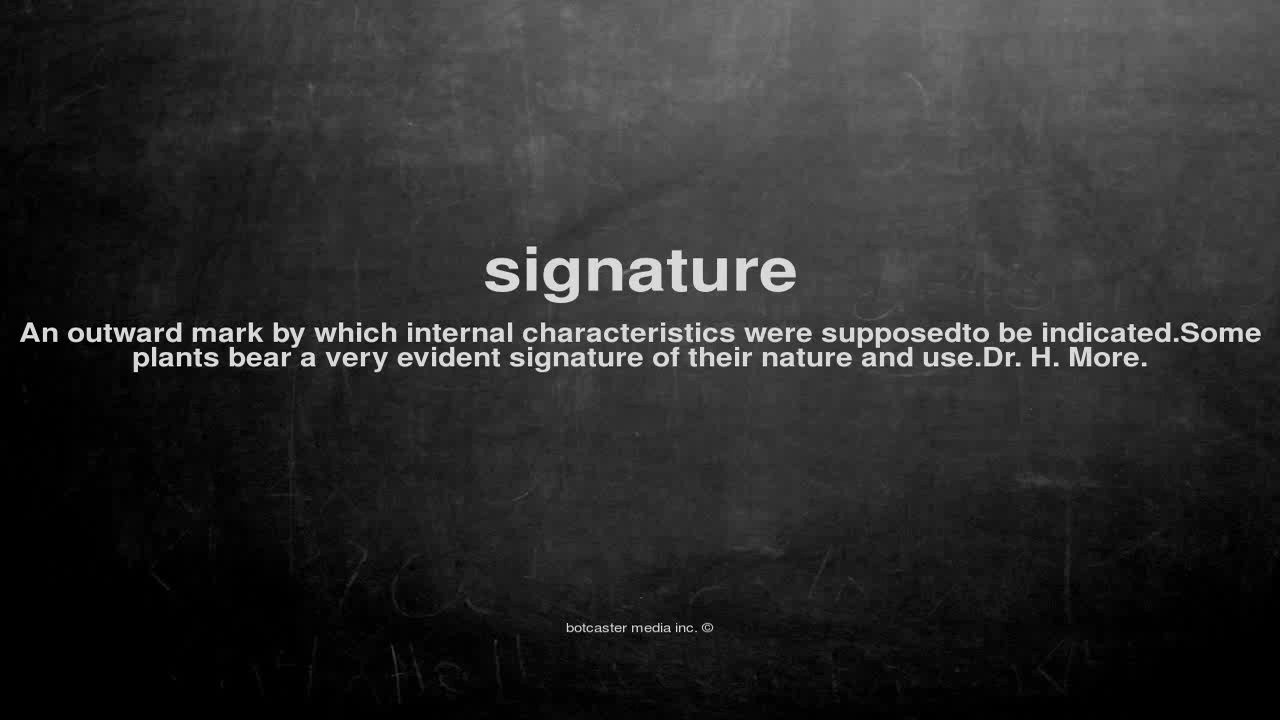 signature
An outward mark by which internal characteristics were supposedto be indicated.Some
plants bear a very evident signature of their nature and use.Dr. H. More.
botcaster media inc. ©